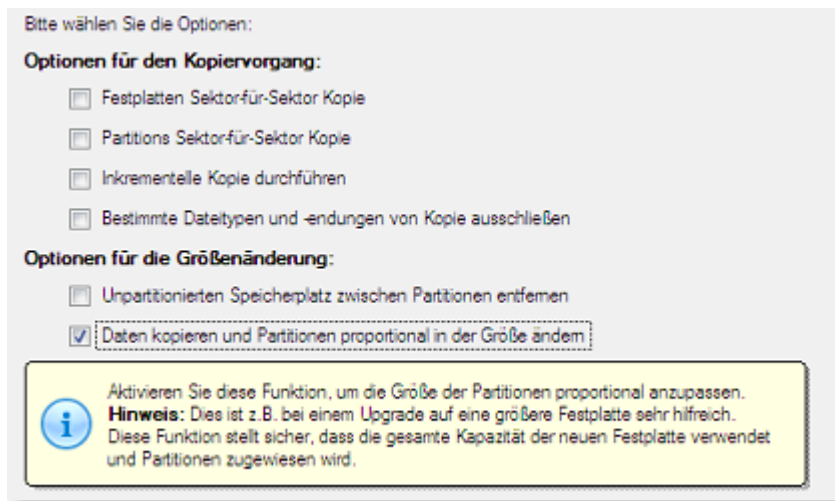 Bitte wählen Sie die Optionen:
Optionen für den Kopiervorgang:
Festplatten Sektor-für-Sektor Kopie
Partitions Sektor-für-Sektor Kopie
Inkrementelle Kopie durchführen
Bestimmte Dateitypen und -endungen von Kopie ausschließen
Optionen für die Größenänderung:
Unpartitionierten Speicherplatz zwischen Partitionen entfernen
Daten kopieren und Partitionen proportional in der Größe ändern
Aktivieren Sie diese Funktion, um die Größe der Partitionen proportional anzupassen.
Hinweis: Dies ist z.B. bei einem Upgrade auf eine größere Festplatte sehr hilfreich.
Diese Funktion stellt sicher, dass die gesamte Kapazität der neuen Festplatte verwendet
und Partitionen zugewiesen wird.